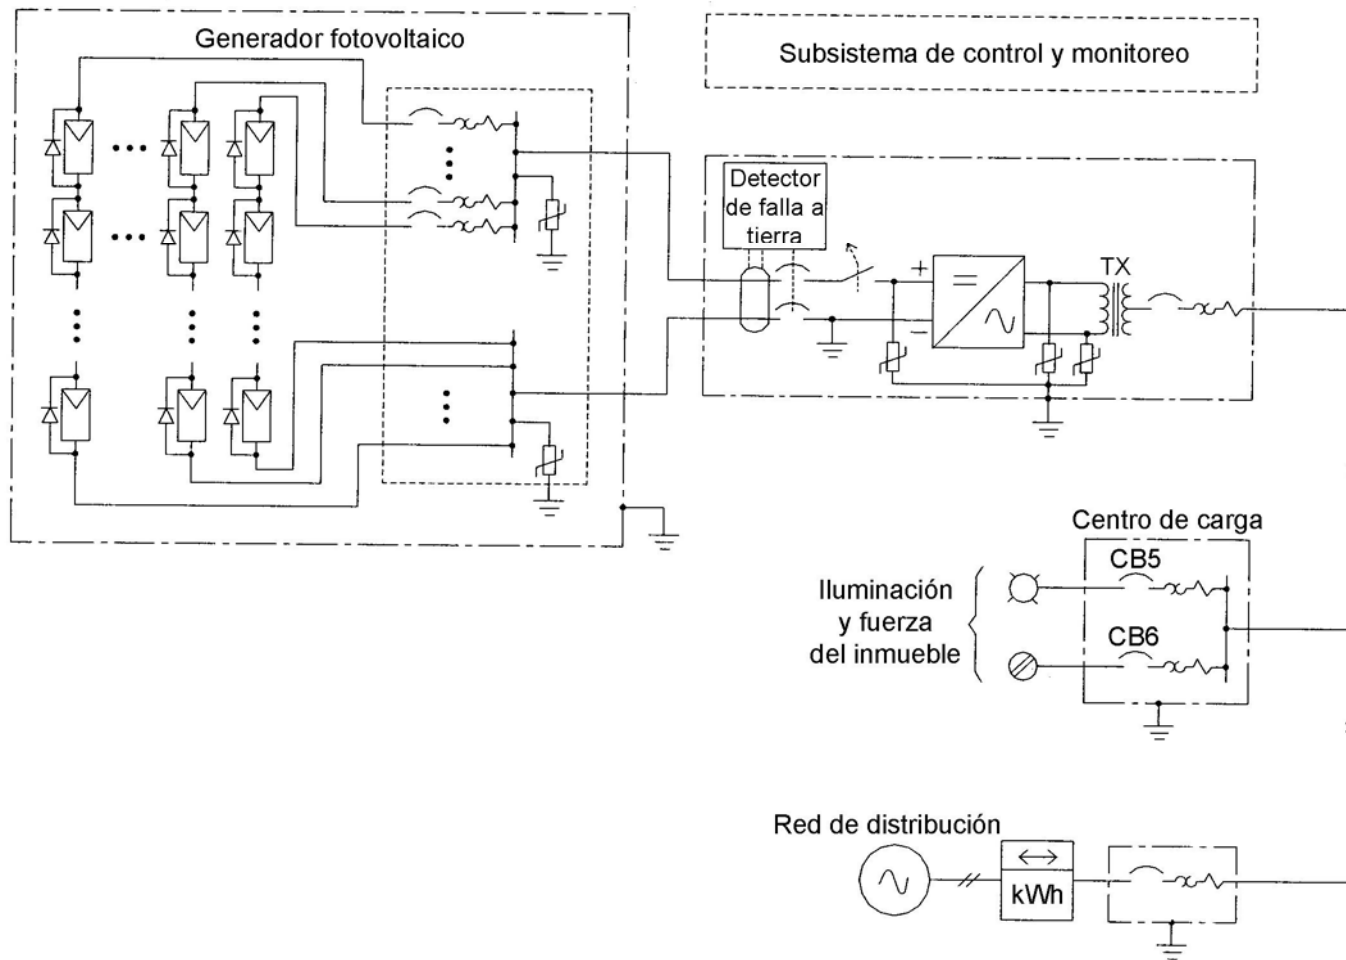 Generador fotovoltaico
Subsistema de control y monitoreo
Detector
de falla a
tierra
TX
+
−
Centro de carga
CB5
Iluminación
y fuerza
del inmueble
CB6
Red de distribución
kWh